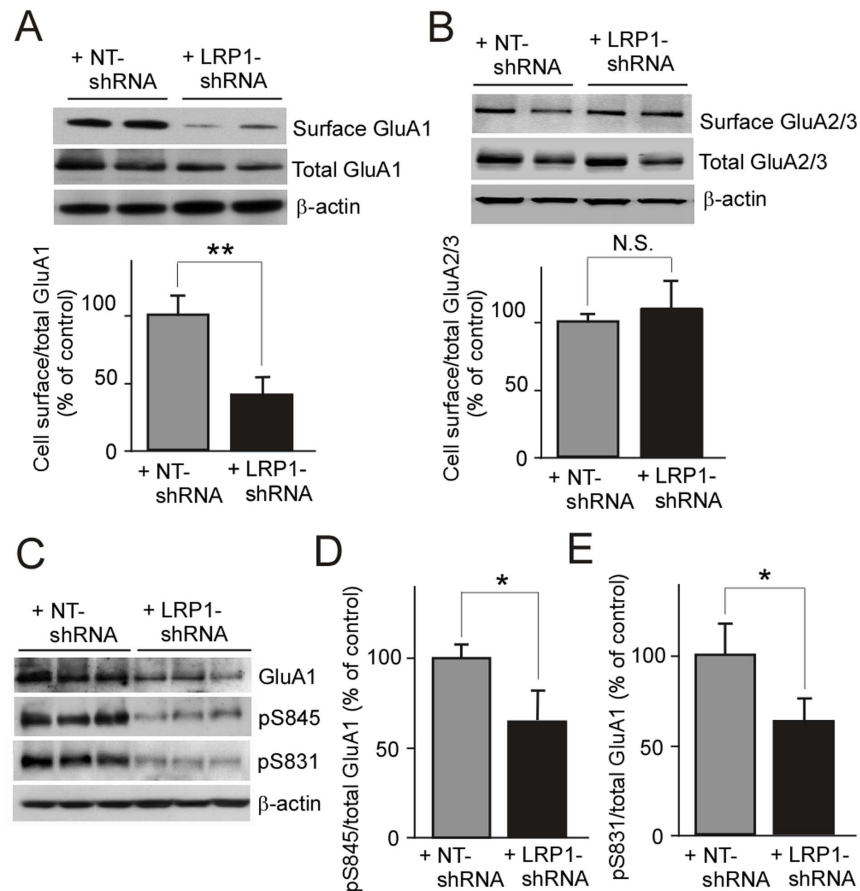 A
+ NT-
shRNA
+ LRP1-
shRNA
Surface GluA1
Total GluA1
β-actin
**
Cell surface/total GluA1
(% of control)
100
50
0
+ NT-
shRNA
+ LRP1-
shRNA
B
+ NT-
shRNA
+ LRP1-
shRNA
Surface GluA2/3
Total GluA2/3
β-actin
N.S.
Cell surface/total GluA2/3
(% of control)
100
50
0
+ NT-
shRNA
+ LRP1-
shRNA
C
+ NT-
shRNA
+ LRP1-
shRNA
GluA1
pS845
pS831
β-actin
D
*
pS845/total GluA1 (% of control)
100
50
0
+ NT-
shRNA
+ LRP1-
shRNA
E
*
pS831/total GluA1 (% of control)
100
50
0
+ NT-
shRNA
+ LRP1-
shRNA